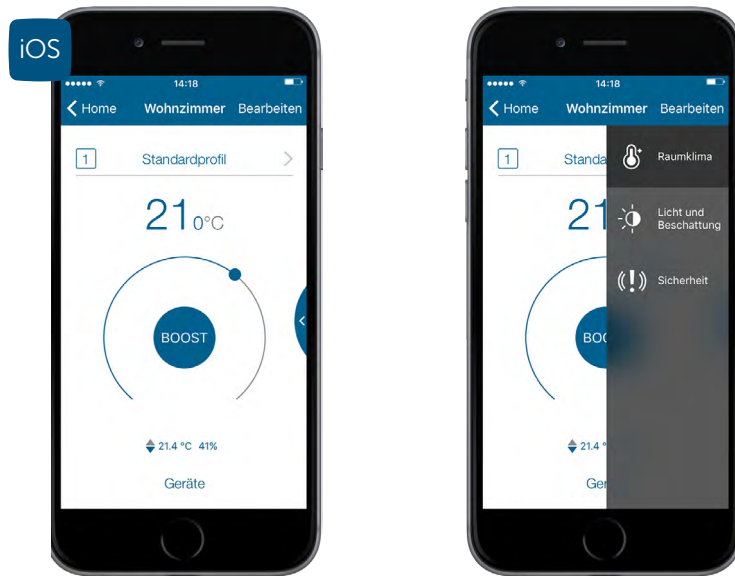 iOS
14:18
Home Wohnzimmer Bearbeiten
1 Standardprofil
21 0°C
BOOST
21.4 °C 41%
Geräte
14:18
Home Wohnzimmer Bearbeiten
1 Standa
21
BOO
21.4 °
Ger
Raumklima
Licht und
Beschattung
Sicherheit